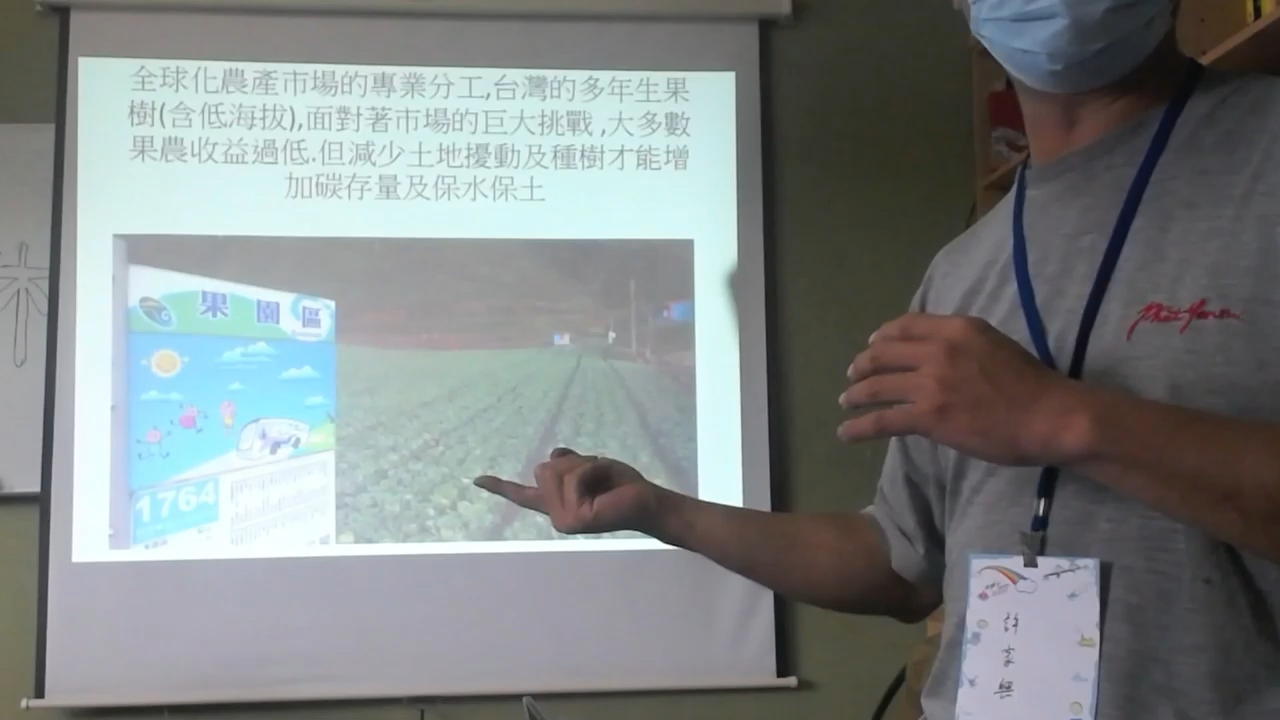 全球化農產市場的專業分工,台灣的多年生果
樹(含低海拔),面對著市場的巨大挑戰,大多數
果農收益過低.但減少土地擾動及種樹才能增
加碳存量及保水保土
果園區
1764
許家興